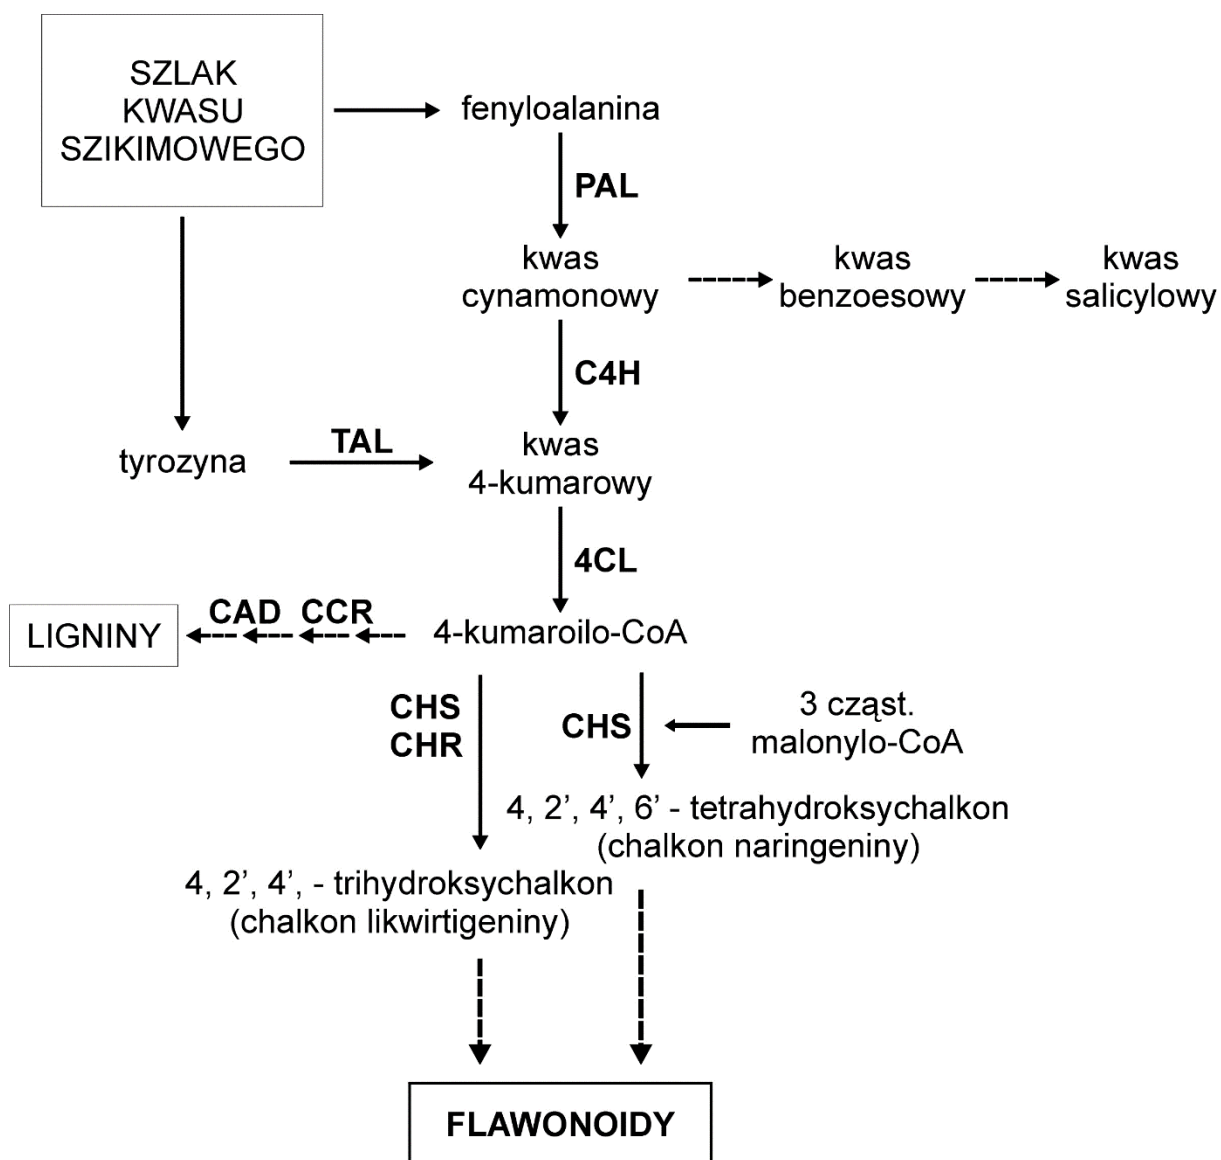 SZLAK
KWASU
SZIKIMOWEGO
fenyloalanina
PAL
kwas
cynamonowy
kwas
benzoesowy
kwas
salicylowy
C4H
tyrozyna
TAL
kwas
4-kumarowy
4CL
LIGNINY
CAD CCR
4-kumaroilo-CoA
CHS
CHR
CHS
3 cząst.
malonylo-CoA
4, 2’, 4’, 6’ - tetrahydroksychalkon
(chalkon naringeniny)
4, 2’, 4’, - trihydroksychalkon
(chalkon likwirtigeniny)
FLAWONOIDY